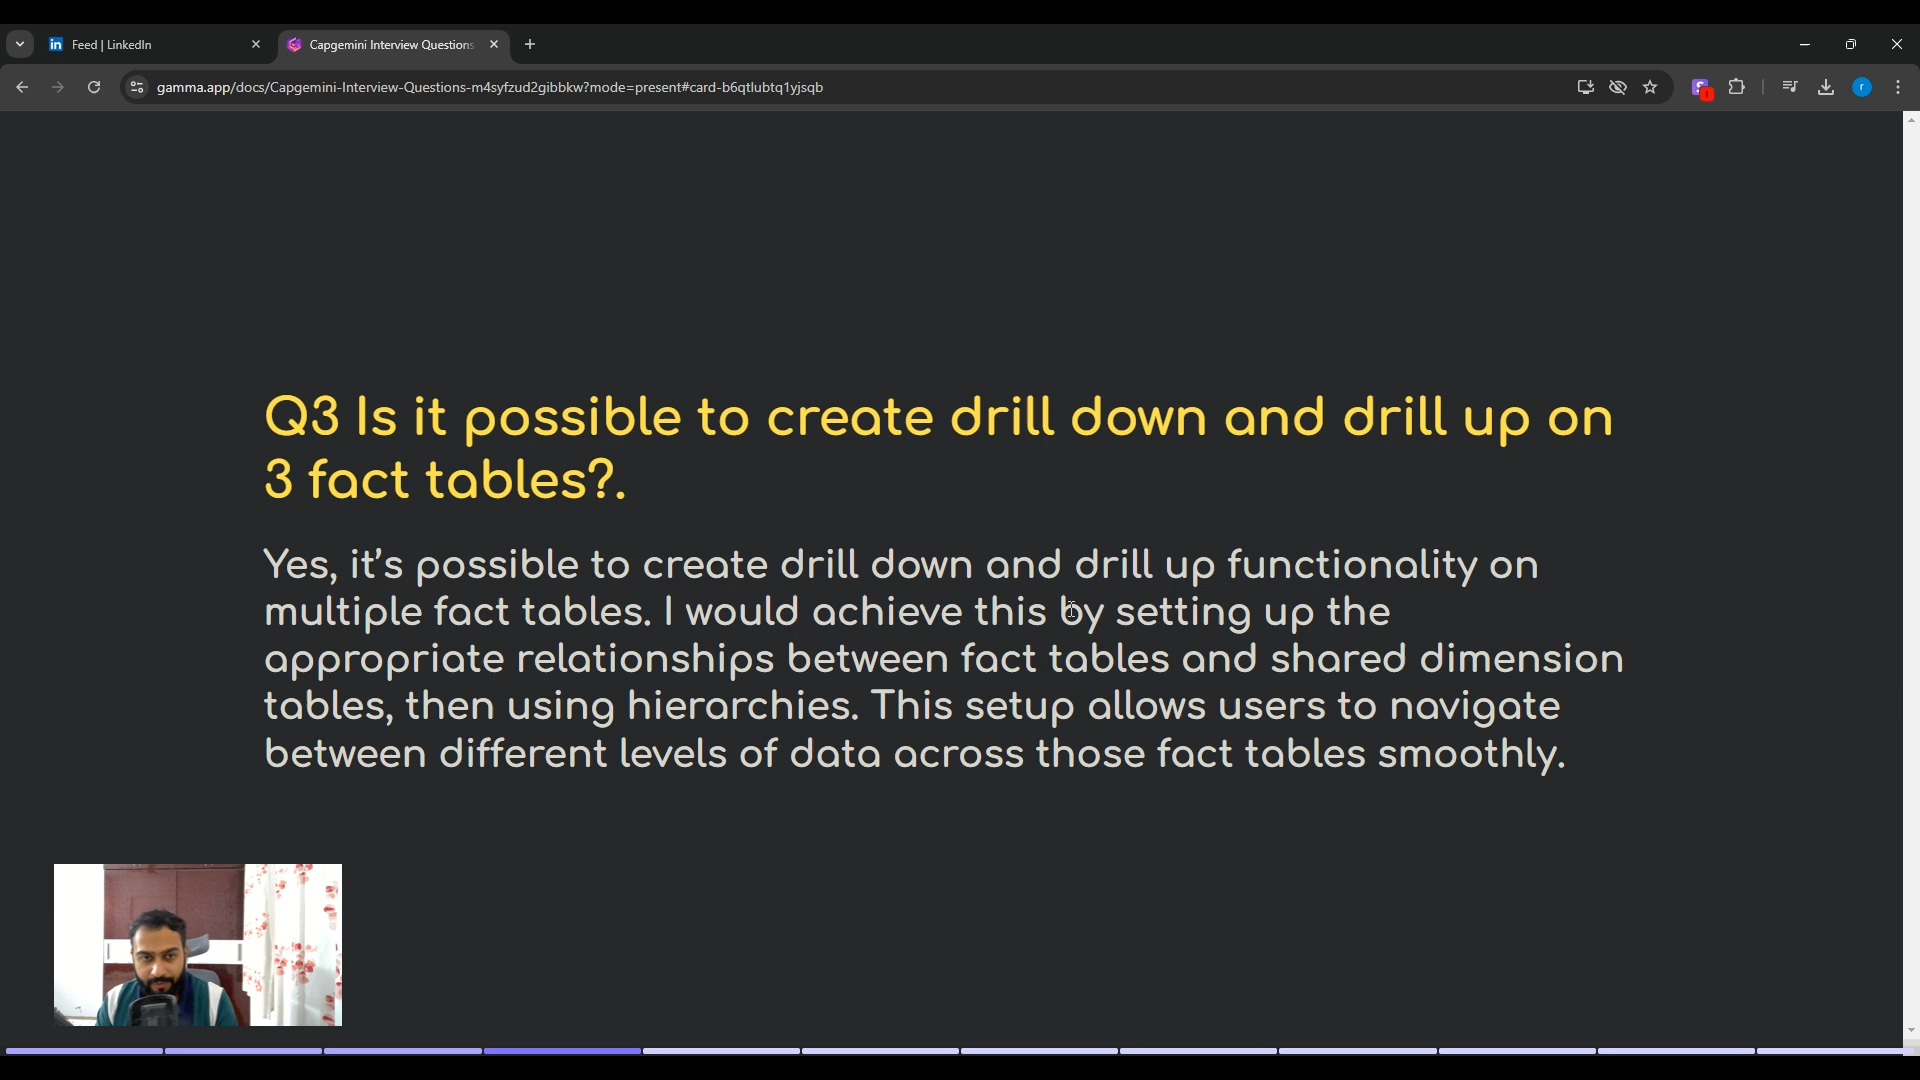 Feed | LinkedIn
Capgemini Interview Questions
gamma.app/docs/Capgemini-Interview-Questions-m4syfzud2gibbkw?mode=present#card-b6qtlubtq1yjsqb
Q3 Is it possible to create drill down and drill up on
3 fact tables?.
Yes, it's possible to create drill down and drill up functionality on
multiple fact tables. I would achieve this by setting up the
appropriate relationships between fact tables and shared dimension
tables, then using hierarchies. This setup allows users to navigate
between different levels of data across those fact tables smoothly.